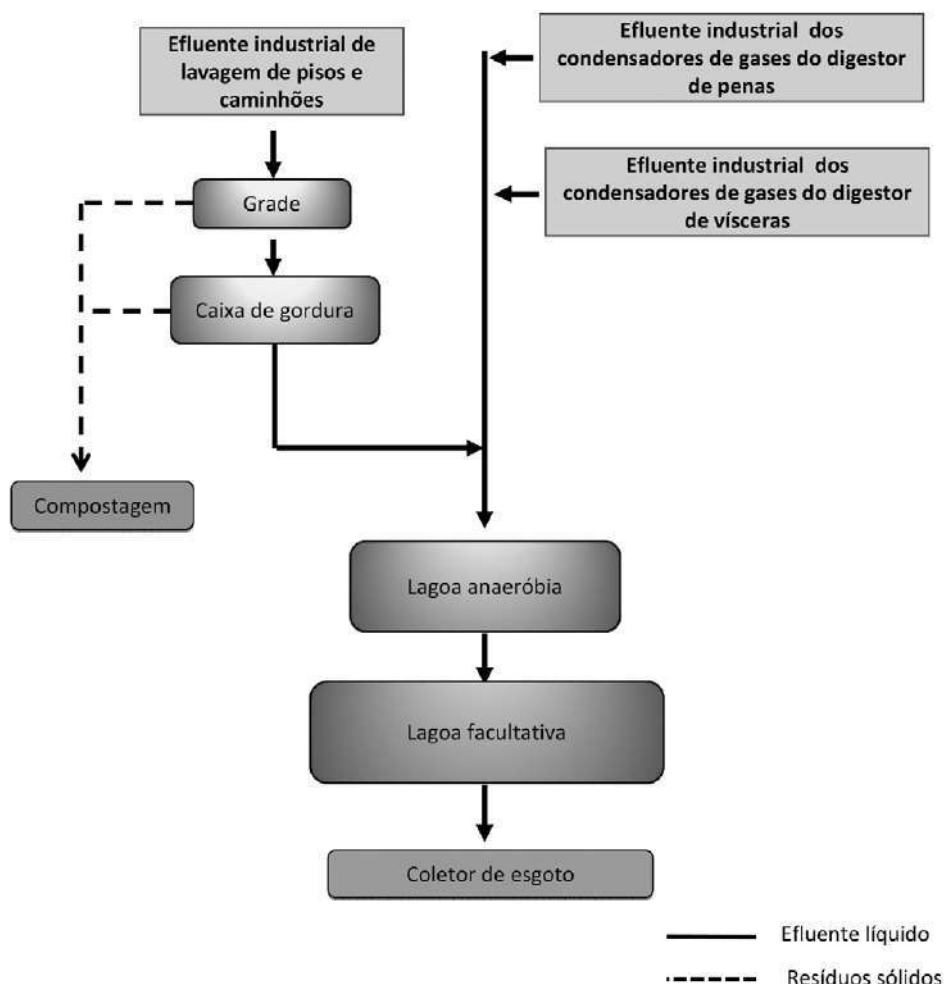 Efluente industrial de
lavagem de pisos e
caminhões
Efluente industrial dos
condensadores de gases do digestor
de penas
Efluente industrial dos
condensadores de gases do digestor
de vísceras
Grade
Caixa de gordura
Compostagem
Lagoa anaeróbia
Lagoa facultativa
Coletor de esgoto
Efluente líquido
Resíduos sólidos